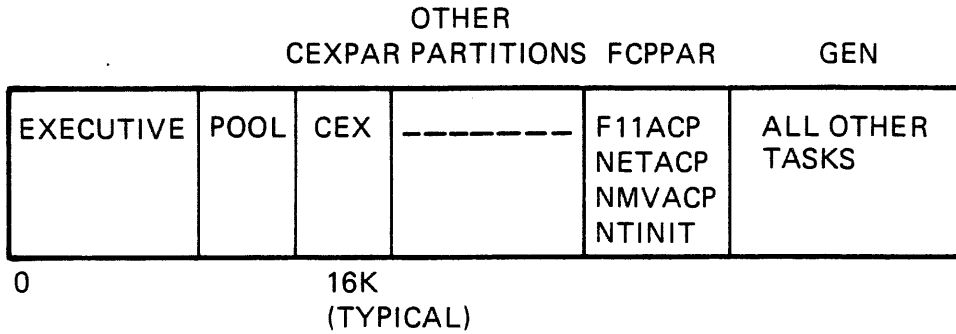 OTHER
CEXPAR PARTITIONS FCPPAR GEN
EXECUTIVE POOL CEX ------- F11ACP ALL OTHER
NETACP TASKS
NMVACP
NTINIT
0 16K
(TYPICAL)